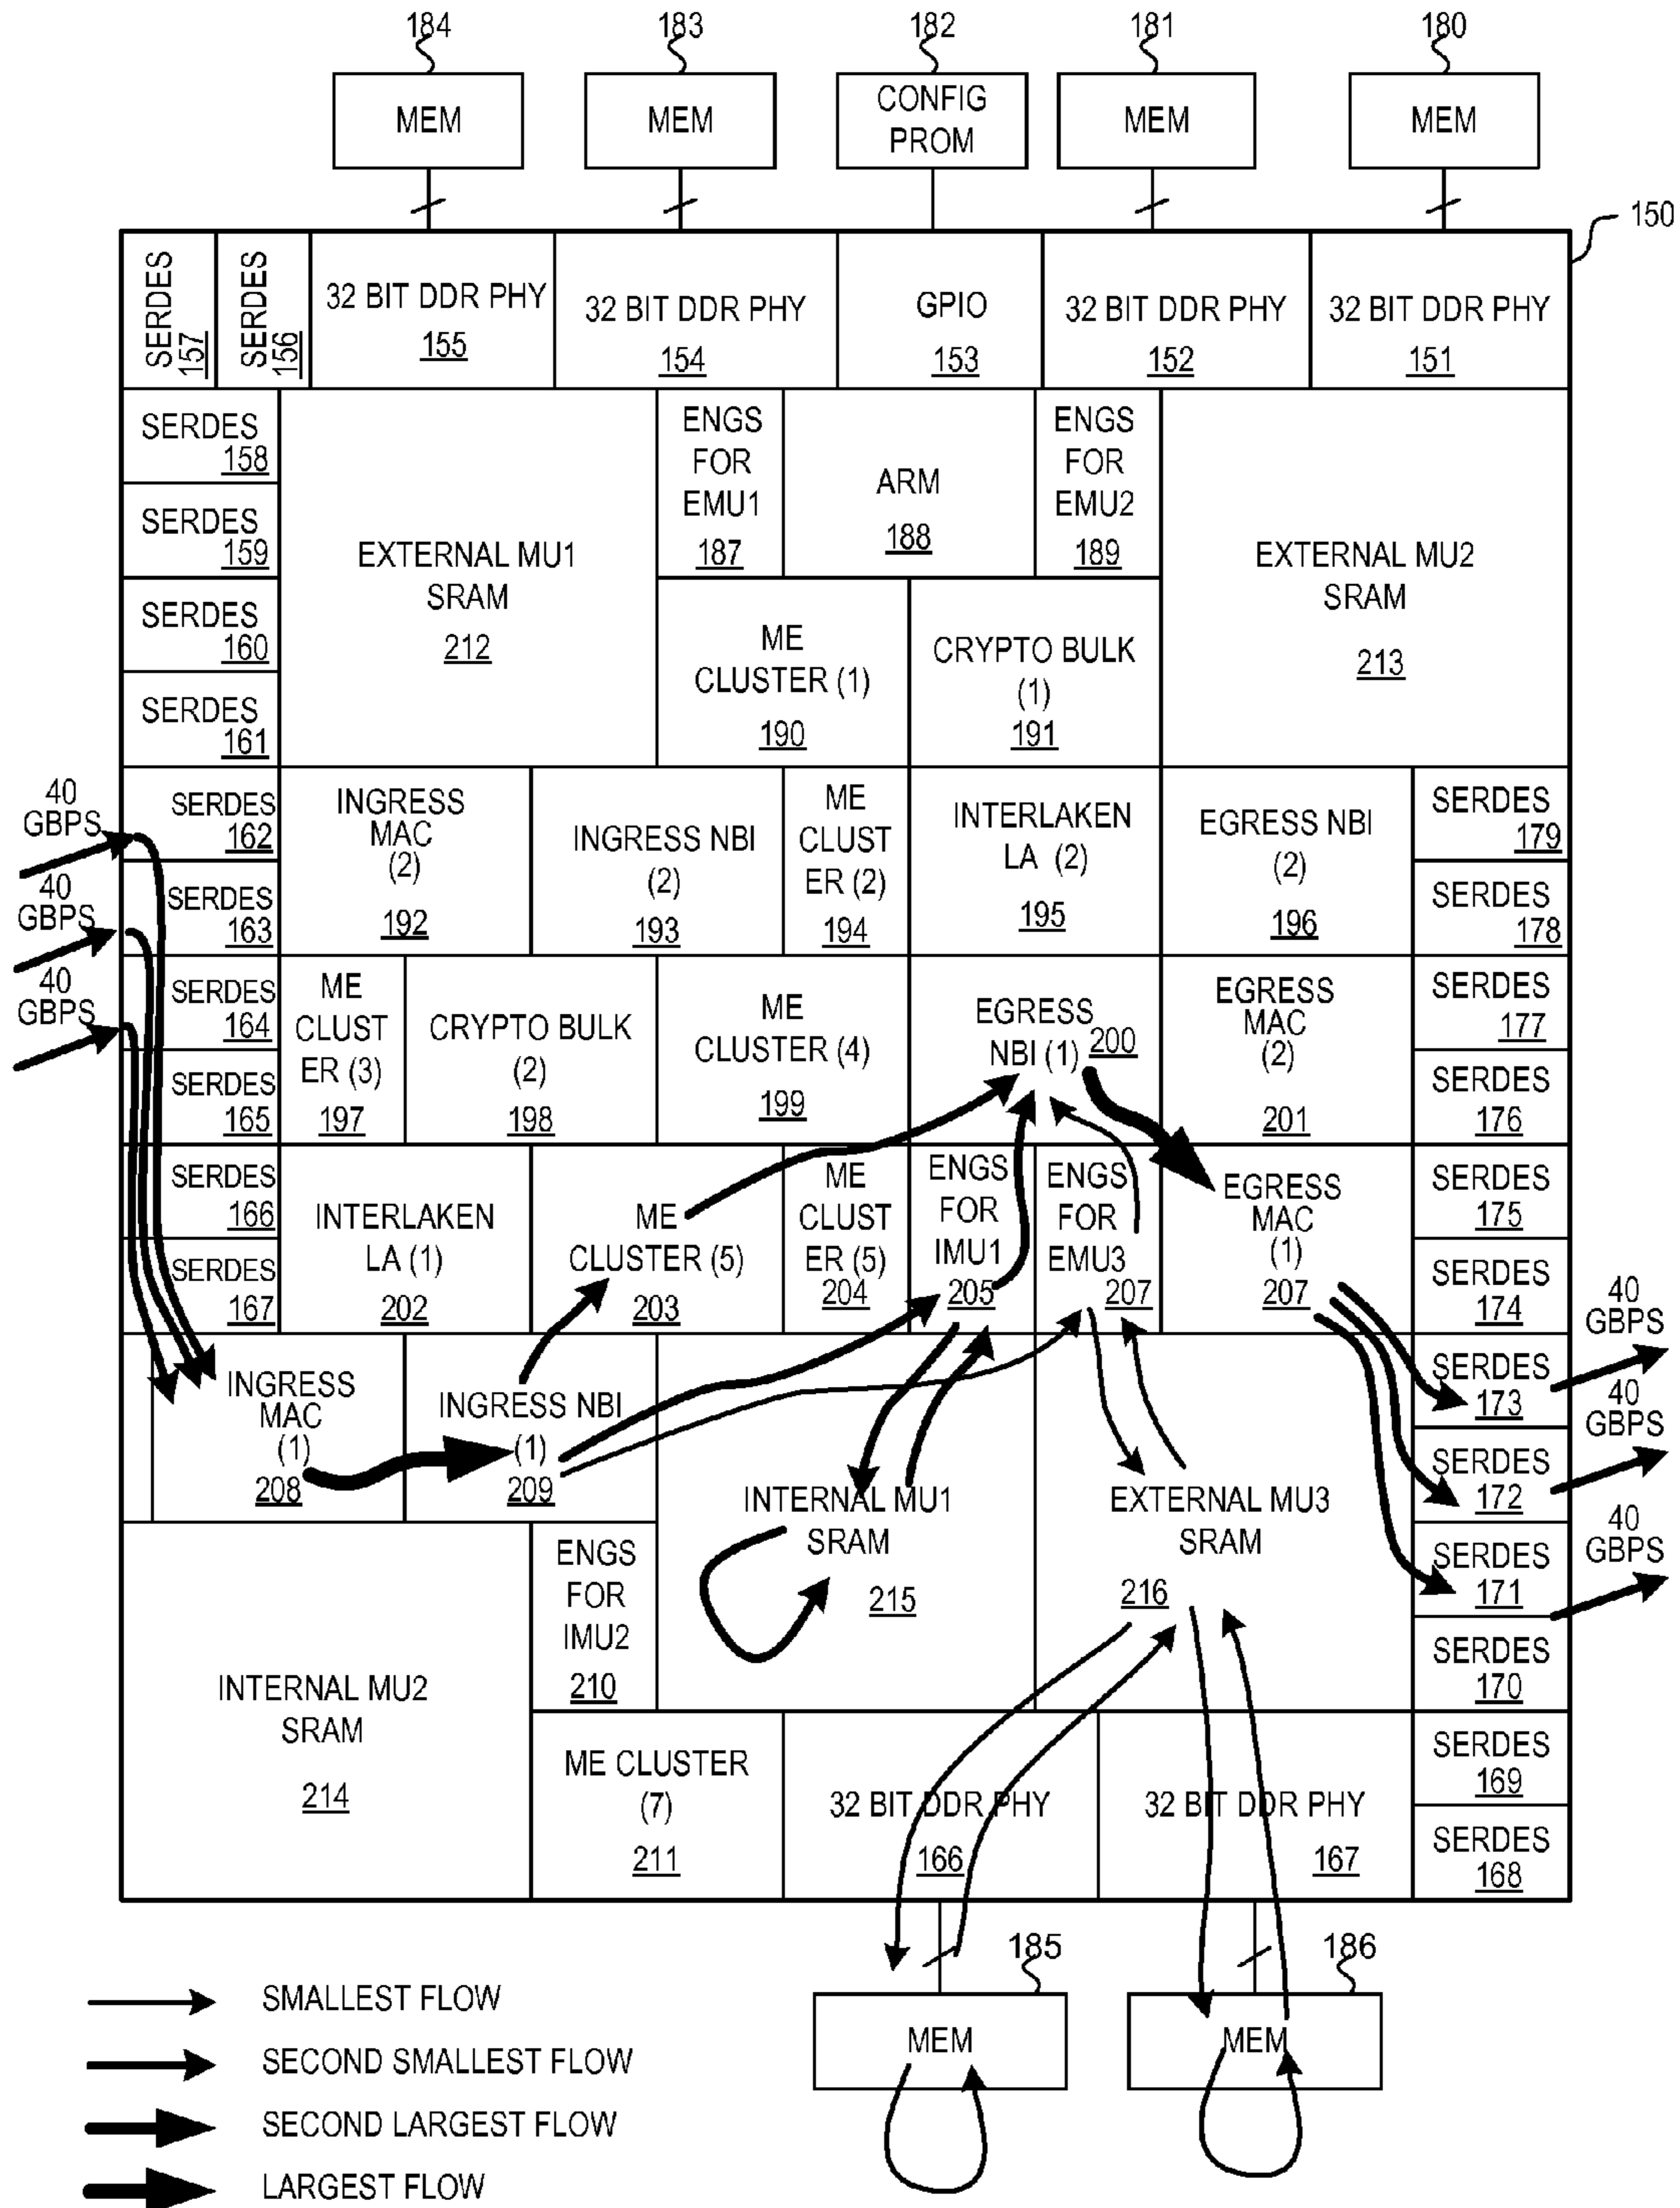 184
183
182
181
180
MEM
MEM
CONFIG
PROM
MEM
MEM
150
SERDES
157
SERDES
156
32 BIT DDR PHY
155
32 BIT DDR PHY
154
GPIO
153
32 BIT DDR PHY
152
32 BIT DDR PHY
151
SERDES
158
SERDES
159
SERDES
160
SERDES
161
EXTERNAL MU1
SRAM
212
ENGS
FOR
EMU1
187
ARM
188
ENGS
FOR
EMU2
189
EXTERNAL MU2
SRAM
213
ME
CLUSTER (1)
190
CRYPTO BULK
(1)
191
40
GBPS
40
GBPS
40
GBPS
SERDES
162
SERDES
163
INGRESS
MAC
(2)
192
INGRESS NBI
(2)
193
ME
CLUST
ER (2)
194
INTERLAKEN
LA (2)
195
EGRESS NBI
(2)
196
SERDES
179
SERDES
178
SERDES
164
SERDES
165
ME
CLUST
ER (3)
197
CRYPTO BULK
(2)
198
ME
CLUSTER (4)
199
EGRESS
NBI (1) 200
EGRESS
MAC
(2)
201
SERDES
177
SERDES
176
SERDES
166
SERDES
167
INTERLAKEN
LA (1)
202
ME
CLUSTER (5)
203
ME
CLUST
ER (5)
204
ENGS
FOR
IMU1
205
ENGS
FOR
EMU3
207
EGRESS
MAC
(1)
207
SERDES
175
SERDES
174
INGRESS
MAC
(1)
208
INGRESS NBI
(1)
209
INTERNAL MU1
SRAM
215
EXTERNAL MU3
SRAM
216
SERDES
173
SERDES
172
SERDES
171
SERDES
170
40
GBPS
40
GBPS
40
GBPS
INTERNAL MU2
SRAM
214
ENGS
FOR
IMU2
210
ME CLUSTER
(7)
211
32 BIT DDR PHY
166
32 BIT DDR PHY
167
SERDES
169
SERDES
168
185
186
MEM
MEM
SMALLEST FLOW
SECOND SMALLEST FLOW
SECOND LARGEST FLOW
LARGEST FLOW